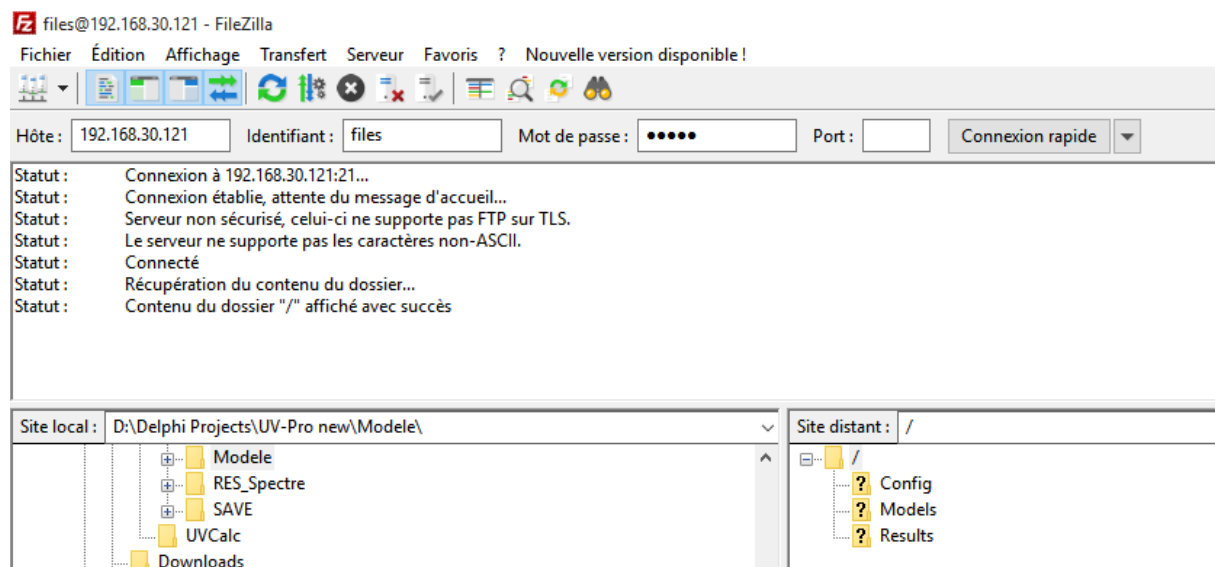 files@192.168.30.121 - FileZilla
Fichier Édition Affichage Transfert Serveur Favoris ? Nouvelle version disponible !
Hôte : 192.168.30.121 Identifiant : files Mot de passe : ●●●●● Port : Connexion rapide
Statut : Connexion à 192.168.30.121:21...
Statut : Connexion établie, attente du message d'accueil...
Statut : Serveur non sécurisé, celui-ci ne supporte pas FTP sur TLS.
Statut : Le serveur ne supporte pas les caractères non-ASCII.
Statut : Connecté
Statut : Récupération du contenu du dossier...
Statut : Contenu du dossier "/" affiché avec succès
Site local : D:\Delphi Projects\UV-Pro new\Modele\
Modele
RES_Spectre
SAVE
UVCalc
Downloads
Site distant : /
/
? Config
? Models
? Results